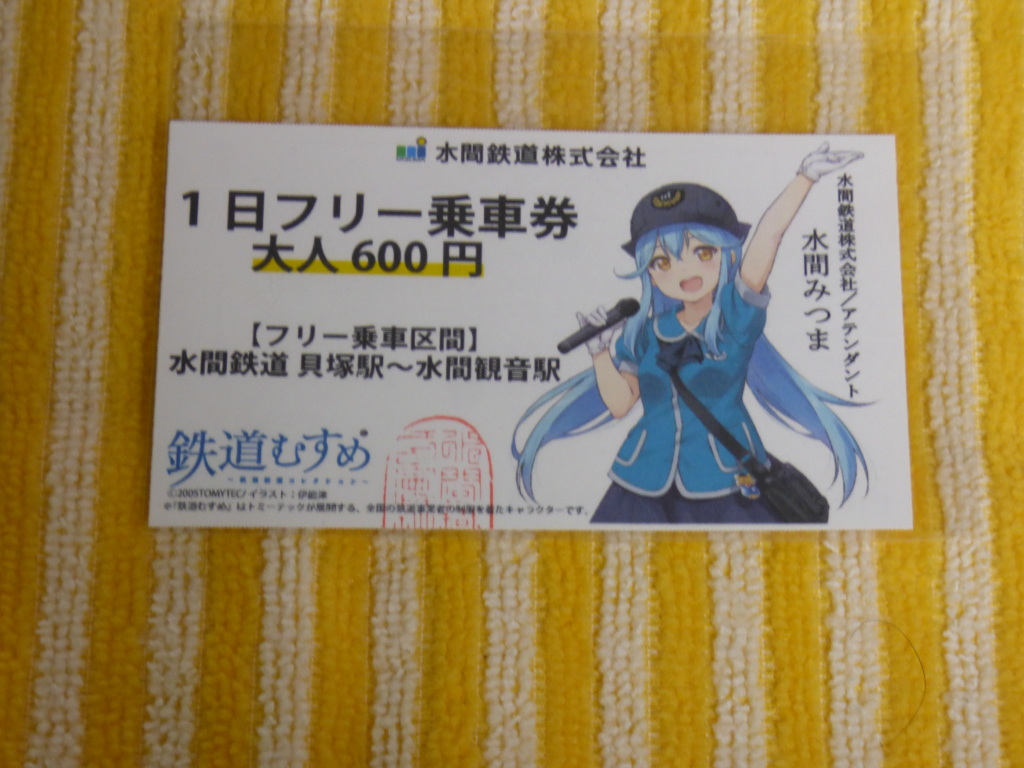 水間鉄道株式会社
1日フリー乗車券
大人 600 円
【フリー乗車区間】
水間鉄道 貝塚駅～水間観音駅
水間鉄道株式会社/アテンダント
水間みつま
鉄道むすめ
©2005TOMYTEC/ イラスト：伊能津
※「鉄道むすめ」はトミーテックが展開する、全国の鉄道事業者の制服を着たキャラクターです。